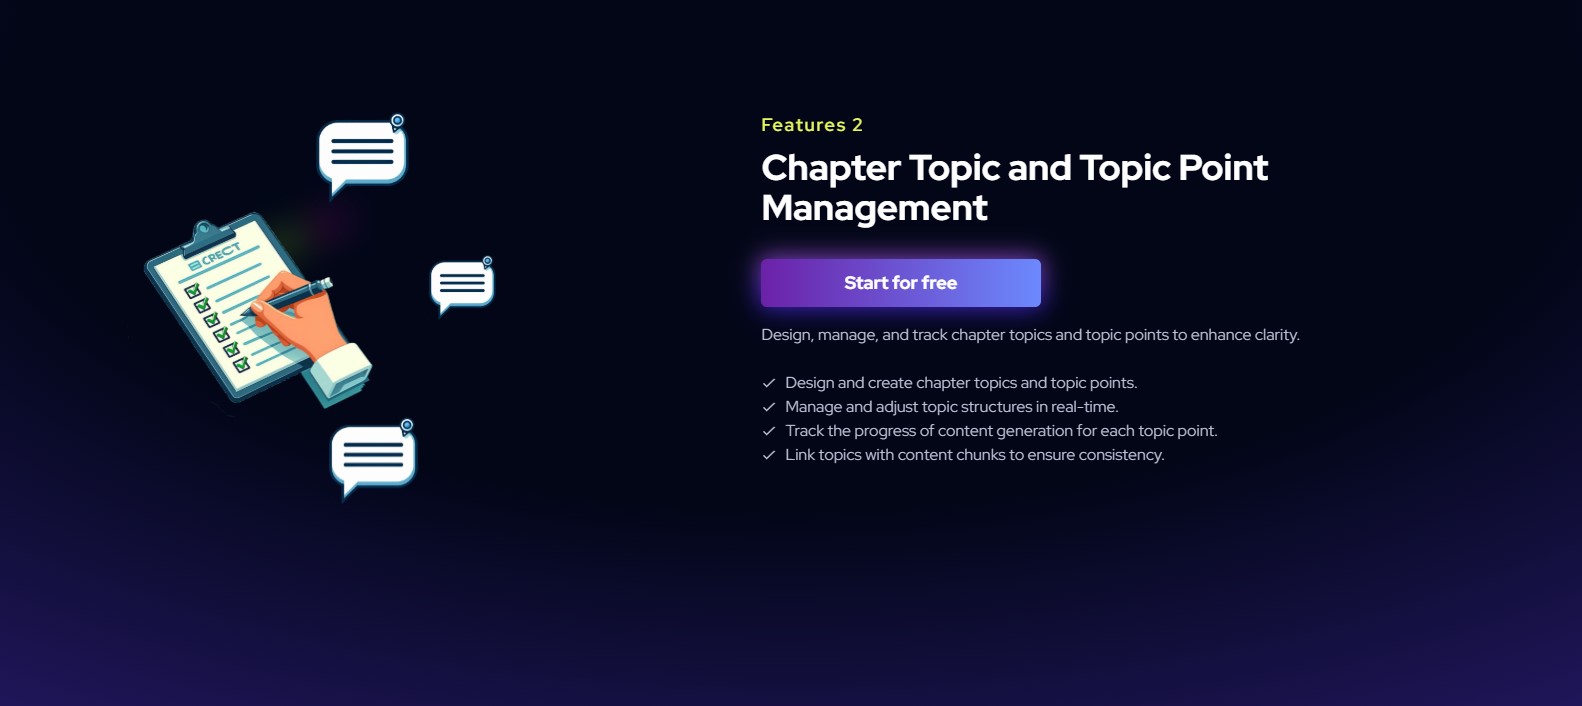 Features 2
Chapter Topic and Topic Point
Management
Start for free
Design, manage, and track chapter topics and topic points to enhance clarity.
Design and create chapter topics and topic points.
Manage and adjust topic structures in real-time.
Track the progress of content generation for each topic point.
Link topics with content chunks to ensure consistency.